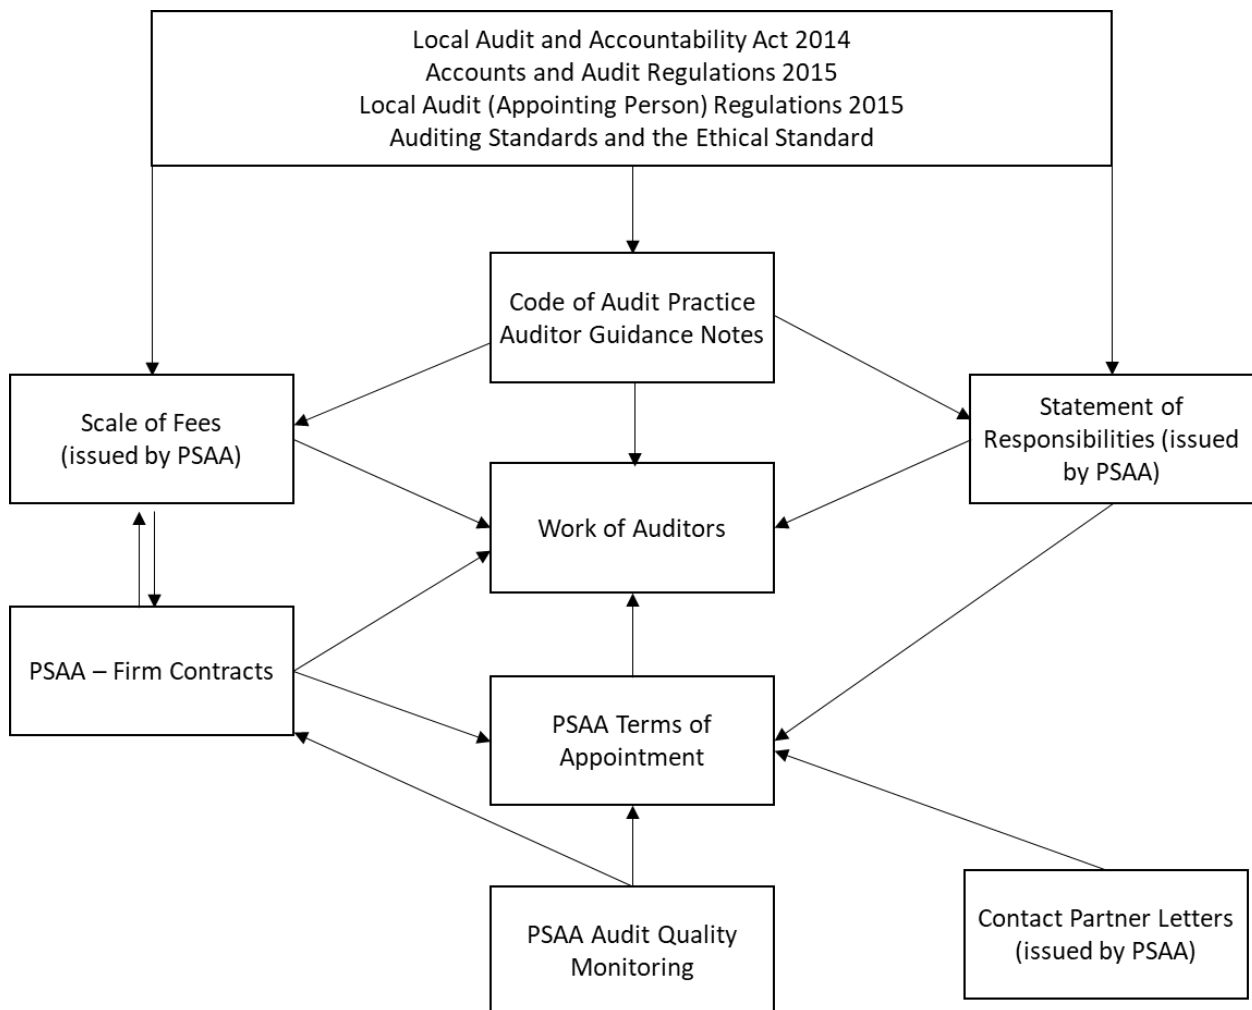 Local Audit and Accountability Act 2014
Accounts and Audit Regulations 2015
Local Audit (Appointing Person) Regulations 2015
Auditing Standards and the Ethical Standard
Code of Audit Practice
Auditor Guidance Notes
Scale of Fees
(issued by PSAA)
Statement of
Responsibilities (issued
by PSAA)
Work of Auditors
PSAA – Firm Contracts
PSAA Terms of
Appointment
PSAA Audit Quality
Monitoring
Contact Partner Letters
(issued by PSAA)